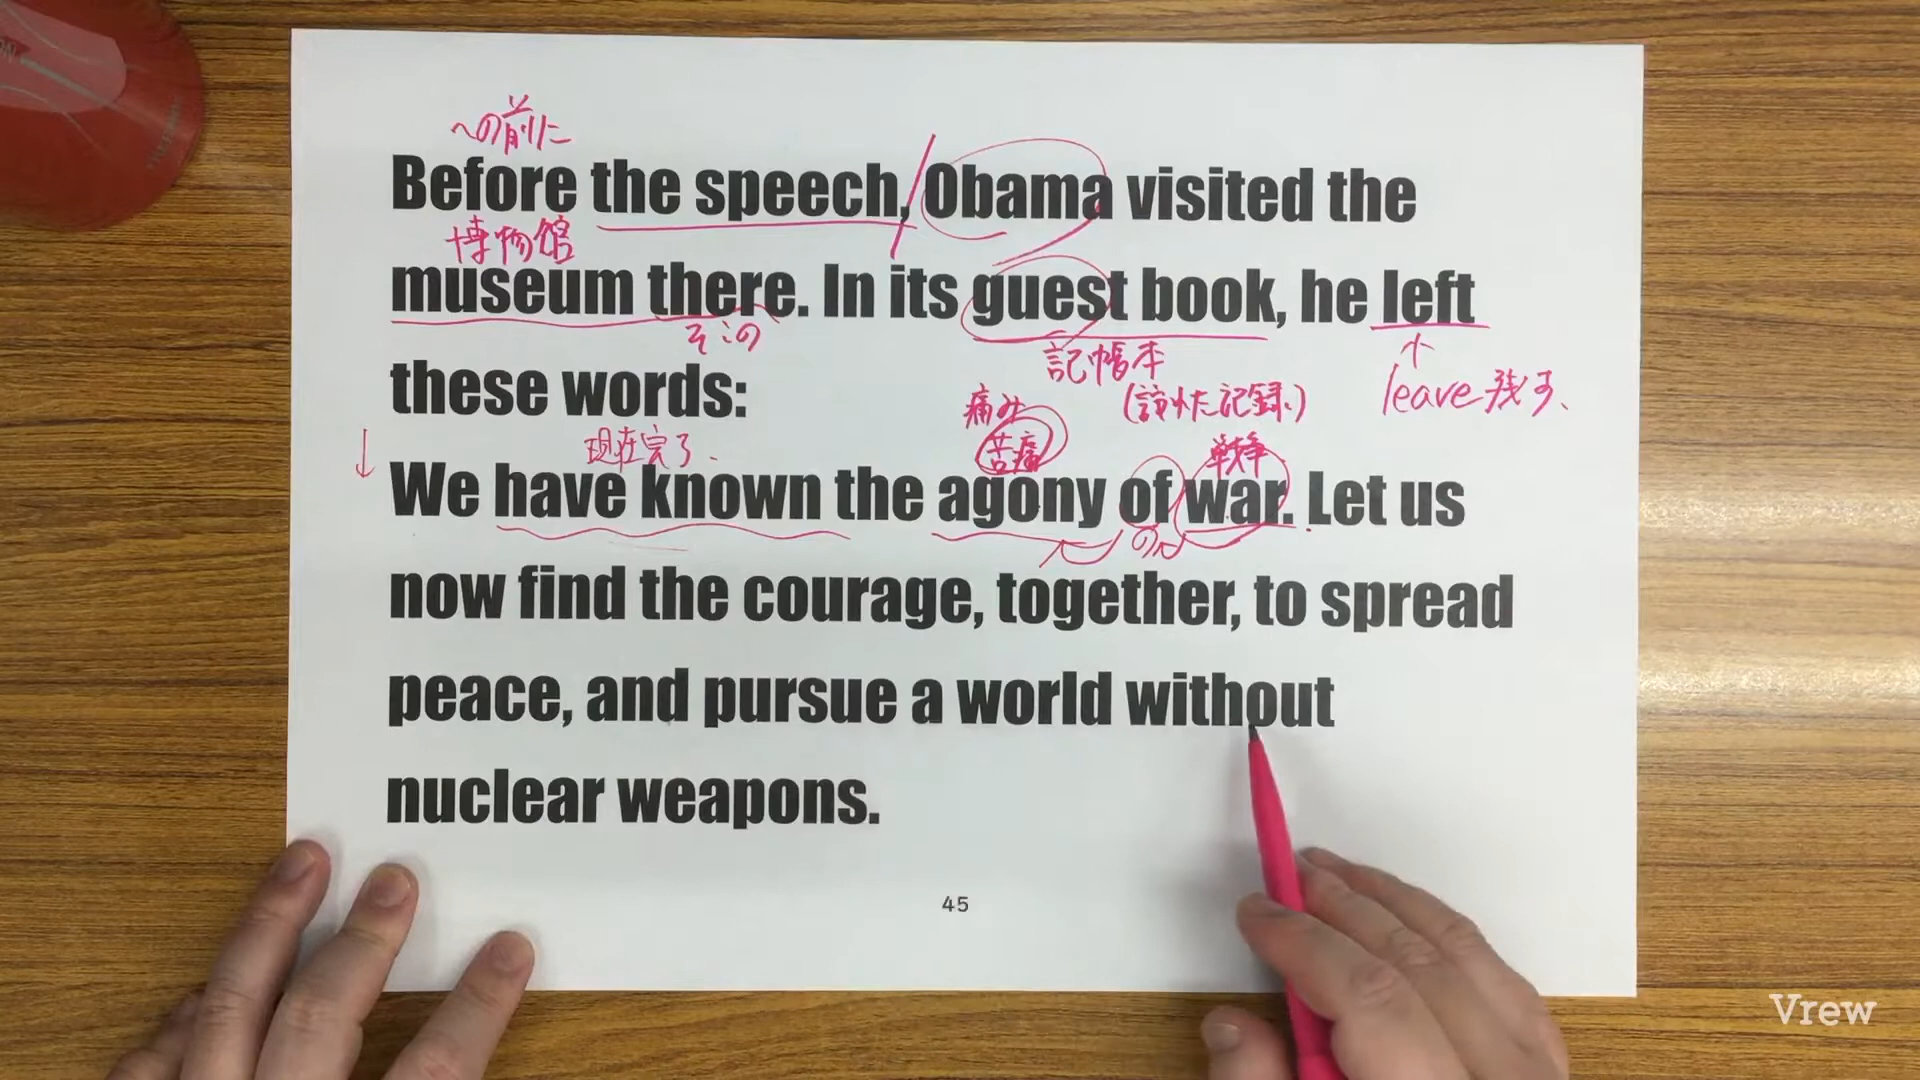 〜の前に
Before the speech, Obama visited the
博物館
museum there. In its guest book, he left
そこの
記帳本
these words:
痛み
(訪れた記録)
leave 残す、
現在完了、
苦痛
戦争
We have known the agony of war. Let us
の
now find the courage, together, to spread
peace, and pursue a world without
nuclear weapons.
45
Vrew